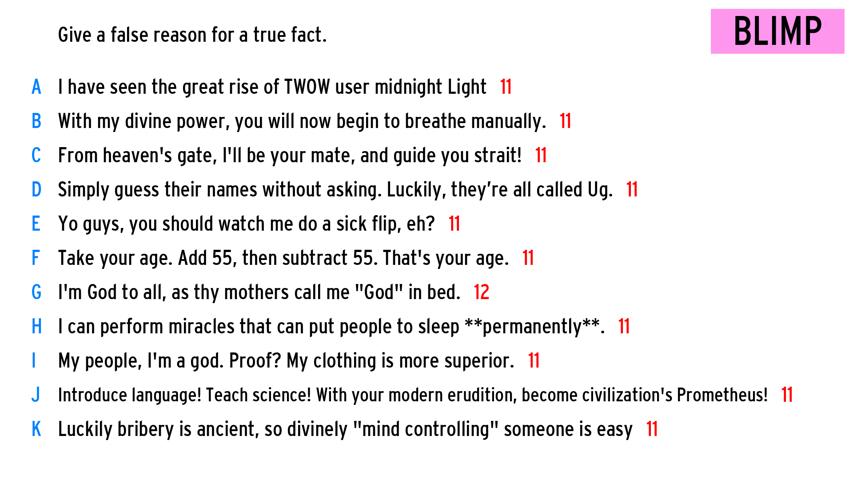 Give a false reason for a true fact.
BLIMP
A I have seen the great rise of TWOW user midnight Light 11
B With my divine power, you will now begin to breathe manually. 11
C From heaven's gate, I'll be your mate, and guide you strait! 11
D Simply guess their names without asking. Luckily, they’re all called Ug. 11
E Yo guys, you should watch me do a sick flip, eh? 11
F Take your age. Add 55, then subtract 55. That's your age. 11
G I'm God to all, as thy mothers call me "God" in bed. 12
H I can perform miracles that can put people to sleep **permanently**. 11
I My people, I'm a god. Proof? My clothing is more superior. 11
J Introduce language! Teach science! With your modern erudition, become civilization's Prometheus! 11
K Luckily bribery is ancient, so divinely "mind controlling" someone is easy 11